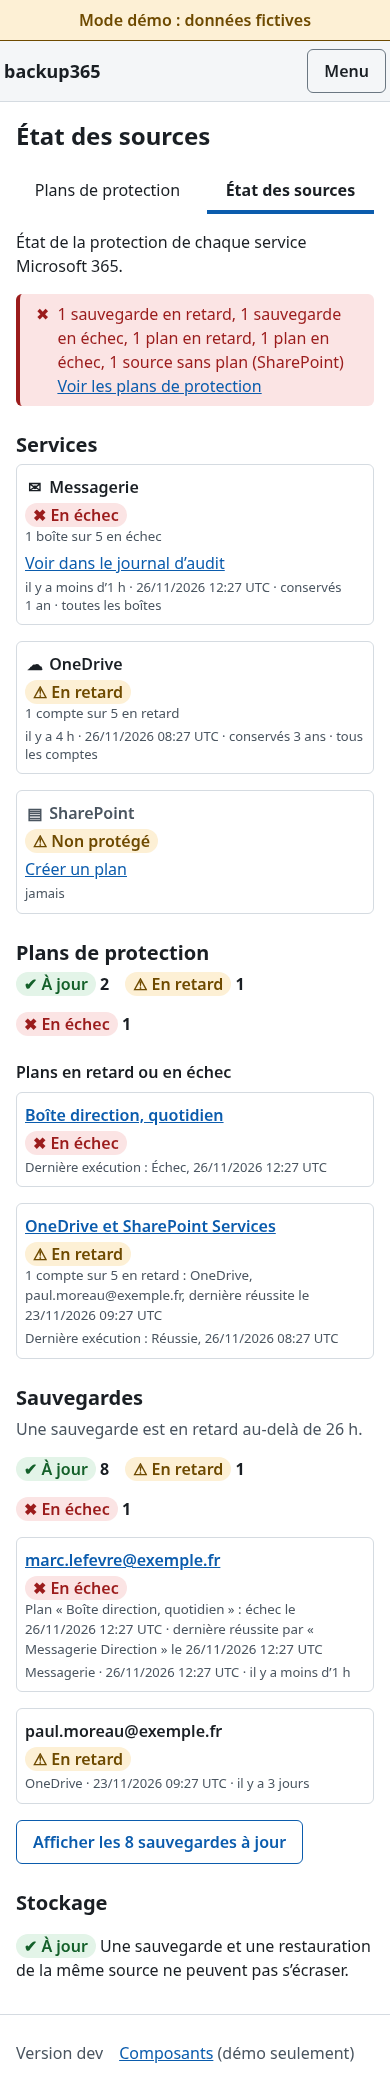 Mode démo : données fictives
backup365
Menu
État des sources
Plans de protection
État des sources
État de la protection de chaque service
Microsoft 365.
✖ 1 sauvegarde en retard, 1 sauvegarde
en échec, 1 plan en retard, 1 plan en
échec, 1 source sans plan (SharePoint)
Voir les plans de protection
Services
✉ Messagerie
✖ En échec
1 boîte sur 5 en échec
Voir dans le journal d’audit
il y a moins d’1 h · 26/11/2026 12:27 UTC · conservés
1 an · toutes les boîtes
☁ OneDrive
⚠ En retard
1 compte sur 5 en retard
il y a 4 h · 26/11/2026 08:27 UTC · conservés 3 ans · tous
les comptes
▤ SharePoint
⚠ Non protégé
Créer un plan
jamais
Plans de protection
✔ À jour 2 ⚠ En retard 1
✖ En échec 1
Plans en retard ou en échec
Boîte direction, quotidien
✖ En échec
Dernière exécution : Échec, 26/11/2026 12:27 UTC
OneDrive et SharePoint Services
⚠ En retard
1 compte sur 5 en retard : OneDrive,
paul.moreau@exemple.fr, dernière réussite le
23/11/2026 09:27 UTC
Dernière exécution : Réussie, 26/11/2026 08:27 UTC
Sauvegardes
Une sauvegarde est en retard au-delà de 26 h.
✔ À jour 8 ⚠ En retard 1
✖ En échec 1
marc.lefevre@exemple.fr
✖ En échec
Plan « Boîte direction, quotidien » : échec le
26/11/2026 12:27 UTC · dernière réussite par «
Messagerie Direction » le 26/11/2026 12:27 UTC
Messagerie · 26/11/2026 12:27 UTC · il y a moins d’1 h
paul.moreau@exemple.fr
⚠ En retard
OneDrive · 23/11/2026 09:27 UTC · il y a 3 jours
Afficher les 8 sauvegardes à jour
Stockage
✔ À jour Une sauvegarde et une restauration
de la même source ne peuvent pas s’écraser.
Version dev Composants (démo seulement)